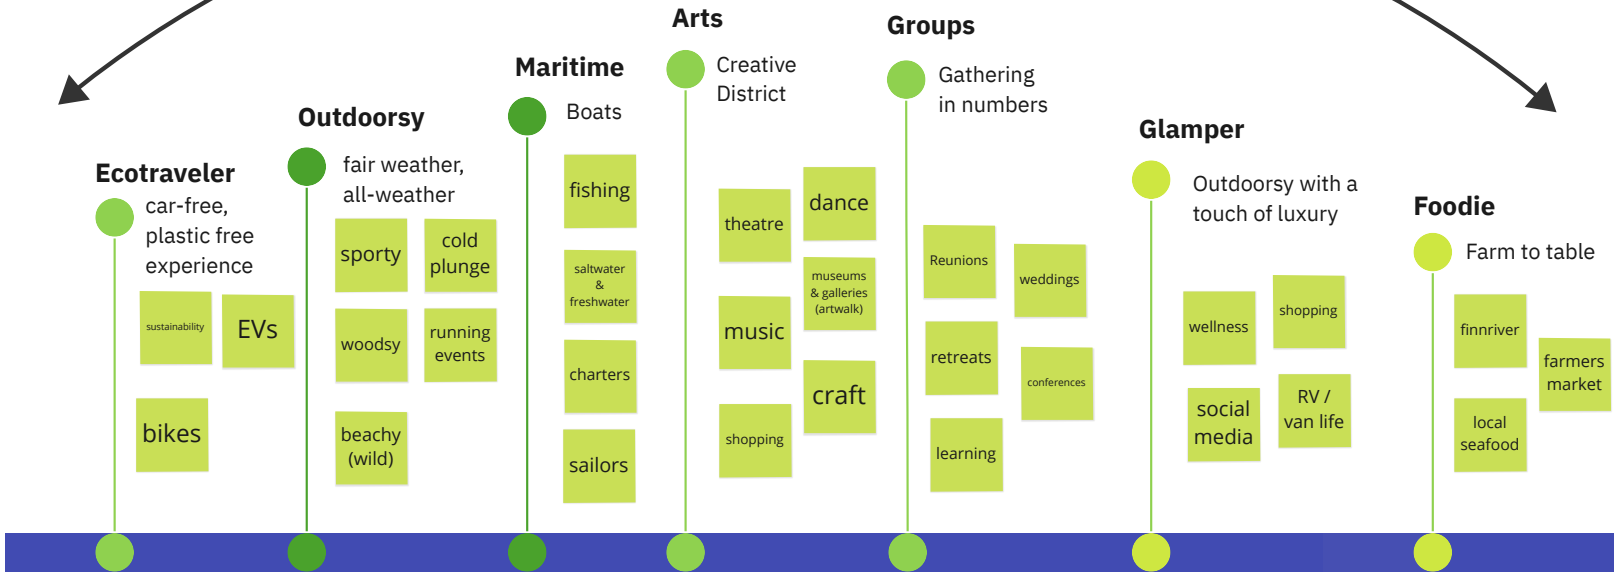 Ecotraveler
car-free,
plastic free
experience
sustainability
EVs
bikes
Outdoorsy
fair weather,
all-weather
sporty
cold
plunge
woodsy
running
events
beachy
(wild)
Maritime
Boats
fishing
saltwater
&
freshwater
charters
sailors
Arts
Creative
District
theatre
dance
museums
& galleries
(artwalk)
music
craft
shopping
Groups
Gathering
in numbers
Reunions
weddings
retreats
conferences
learning
Glamper
Outdoorsy with a
touch of luxury
wellness
shopping
social
media
RV /
van life
Foodie
Farm to table
finnriver
farmers
market
local
seafood